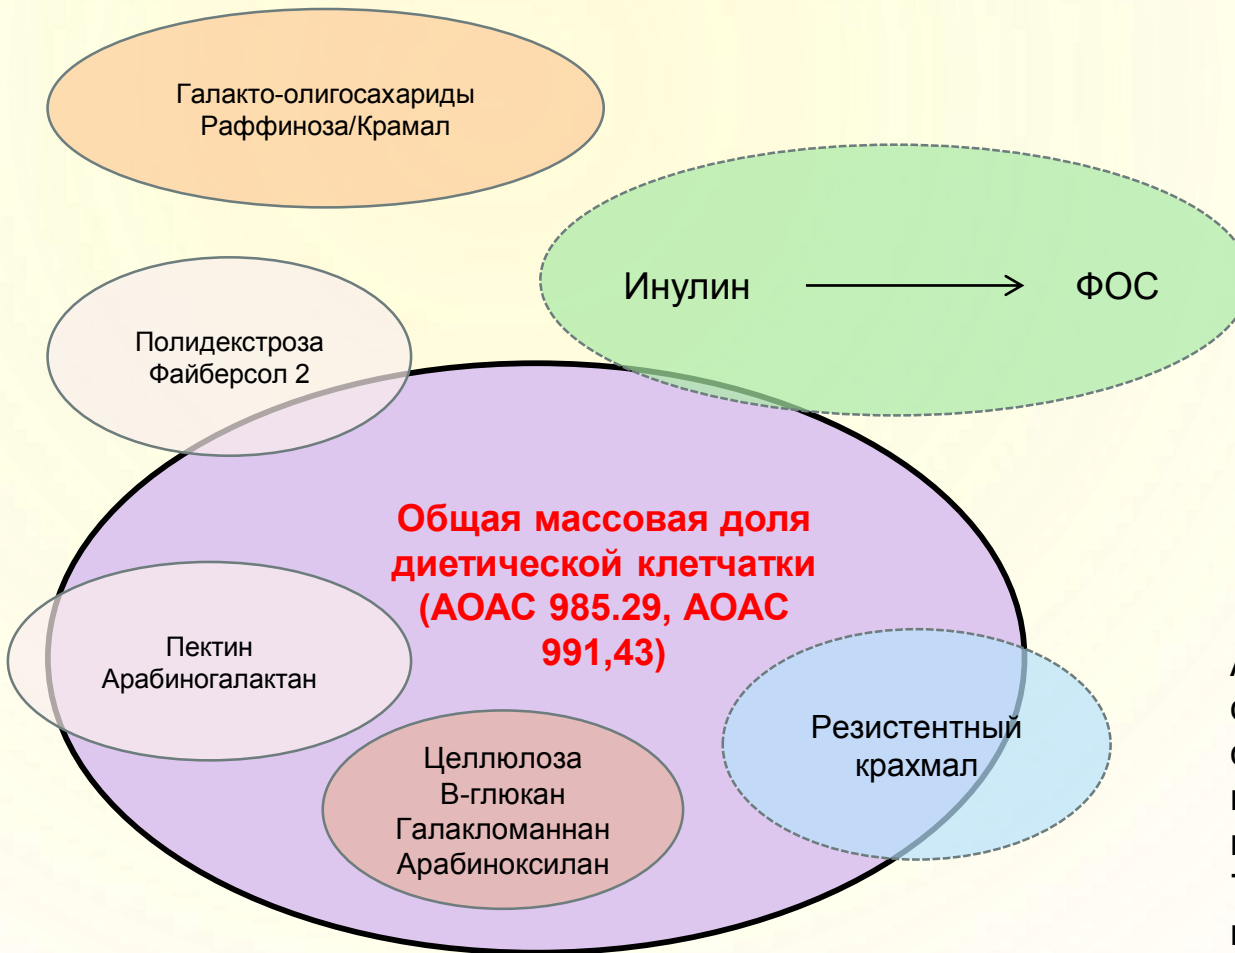 Галакто-олигосахариды
Раффиноза/Крамал
Инулин
ФОС
Полидекстроза
Файберсол 2
Общая массовая доля
диетической клетчатки
(АОАС 985.29, АОАС
991,43)
Пектин
Арабиногалактан
Резистентный
крахмал
Целлюлоза
В-глюкан
Галакломаннан
Арабиноксилан